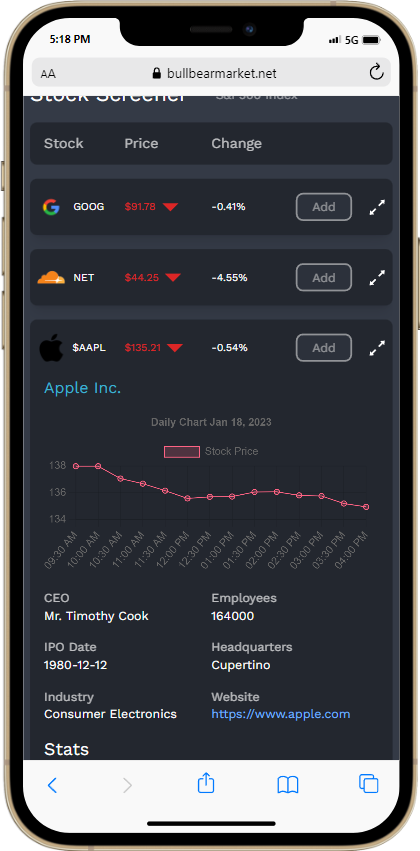 5:18 PM
5G
AA
bullbearmarket.net
Stock Screener
S&P 500 Index
Stock Price Change
GOOG $91.78 -0.41% Add
NET $44.25 -4.55% Add
$AAPL $135.21 -0.54% Add
Apple Inc.
Daily Chart Jan 18, 2023
Stock Price
138
136
134
09:30 AM 10:00 AM 10:30 AM 11:00 AM 11:30 AM 12:00 PM 12:30 PM 01:00 PM 01:30 PM 02:00 PM 02:30 PM 03:00 PM 03:30 PM 04:00 PM
CEO Employees
Mr. Timothy Cook 164000
IPO Date Headquarters
1980-12-12 Cupertino
Industry Website
Consumer Electronics https://www.apple.com
Stats